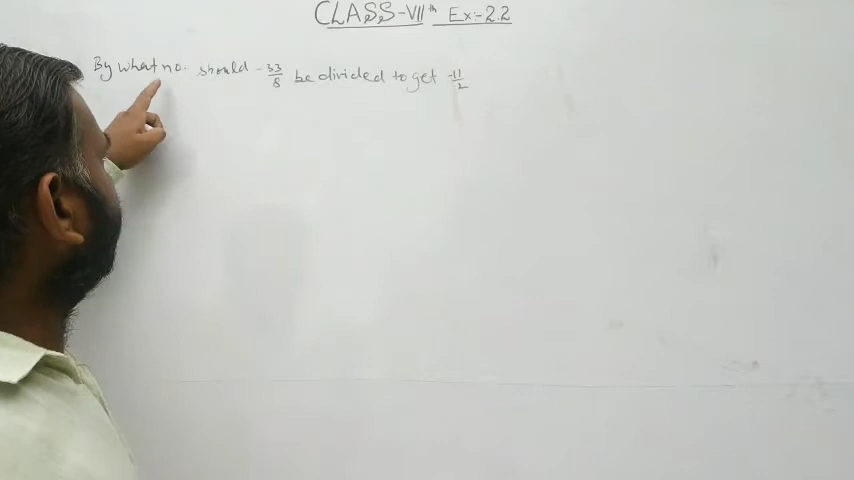 CLASS-VIIth Ex:-2.2
By what no. should -33/8 be divided to get -11/2